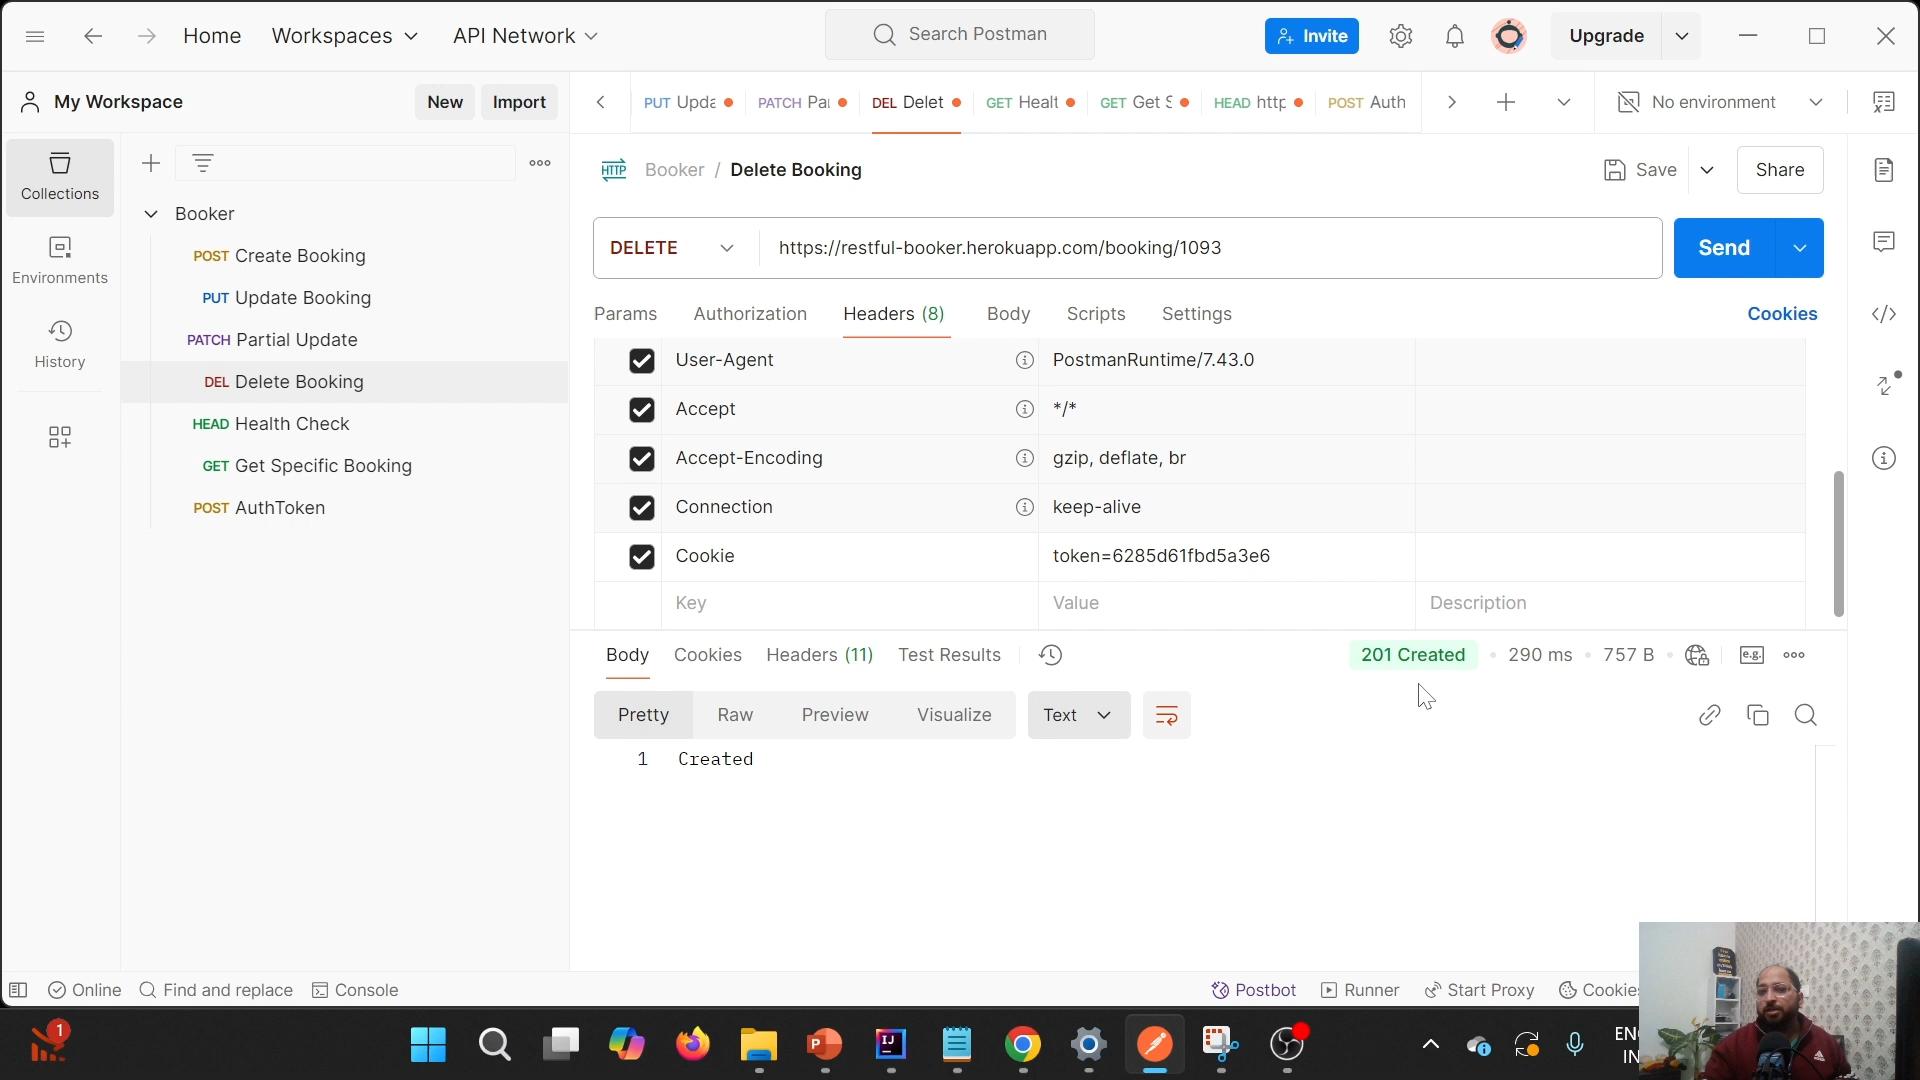 Home
Workspaces
API Network
Search Postman
Invite
Upgrade
My Workspace
New
Import
PUT Upda
PATCH Pa
DEL Delet
GET Healt
GET Get S
HEAD http
POST Auth
No environment
Collections
Environments
History
Booker
POST Create Booking
PUT Update Booking
PATCH Partial Update
DEL Delete Booking
HEAD Health Check
GET Get Specific Booking
POST AuthToken
HTTP Booker / Delete Booking
Save
Share
DELETE
https://restful-booker.herokuapp.com/booking/1093
Send
Params
Authorization
Headers (8)
Body
Scripts
Settings
Cookies
User-Agent
PostmanRuntime/7.43.0
Accept
*/*
Accept-Encoding
gzip, deflate, br
Connection
keep-alive
Cookie
token=6285d61fbd5a3e6
Key
Value
Description
Body
Cookies
Headers (11)
Test Results
201 Created
290 ms
757 B
e.g.
Pretty
Raw
Preview
Visualize
Text
1 Created
Online
Find and replace
Console
Postbot
Runner
Start Proxy
Cookies
1
P
IJ
ENG
IN